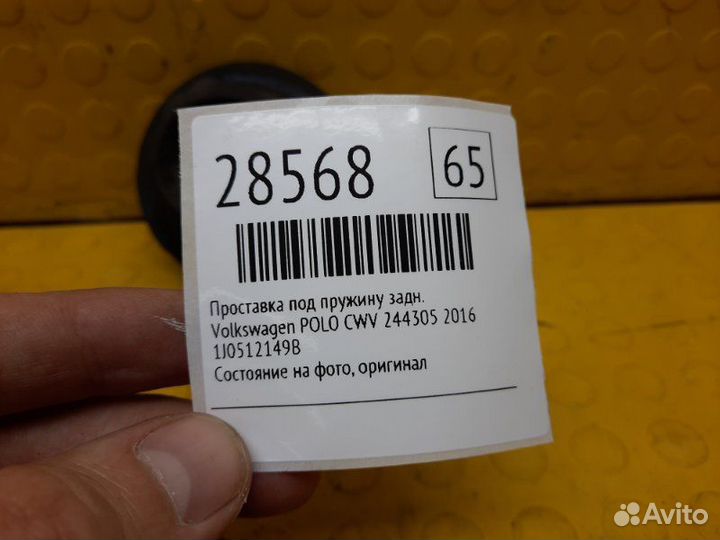 28568
65
Проставка под пружину задн.
Volkswagen POLO CWV 244305 2016
1J0512149B
Состояние на фото, оригинал
Avito